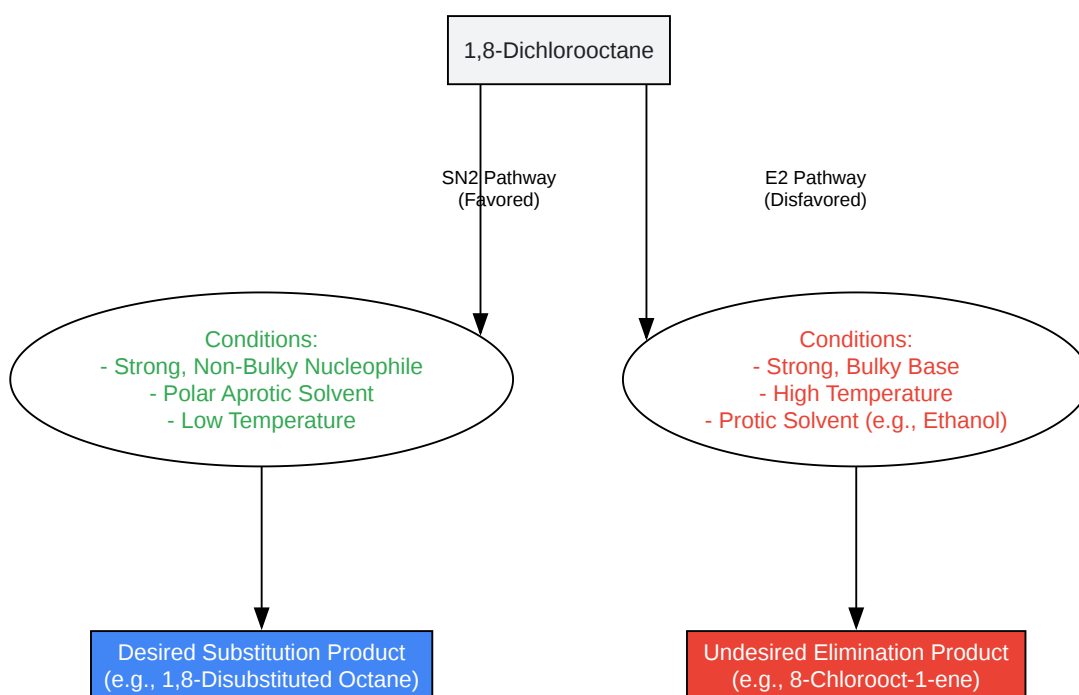 1,8-Dichlorooctane
SN2 Pathway
(Favored)
E2 Pathway
(Disfavored)
Conditions:
- Strong, Non-Bulky Nucleophile
- Polar Aprotic Solvent
- Low Temperature
Conditions:
- Strong, Bulky Base
- High Temperature
- Protic Solvent (e.g., Ethanol)
Desired Substitution Product
(e.g., 1,8-Disubstituted Octane)
Undesired Elimination Product
(e.g., 8-Chlorooct-1-ene)